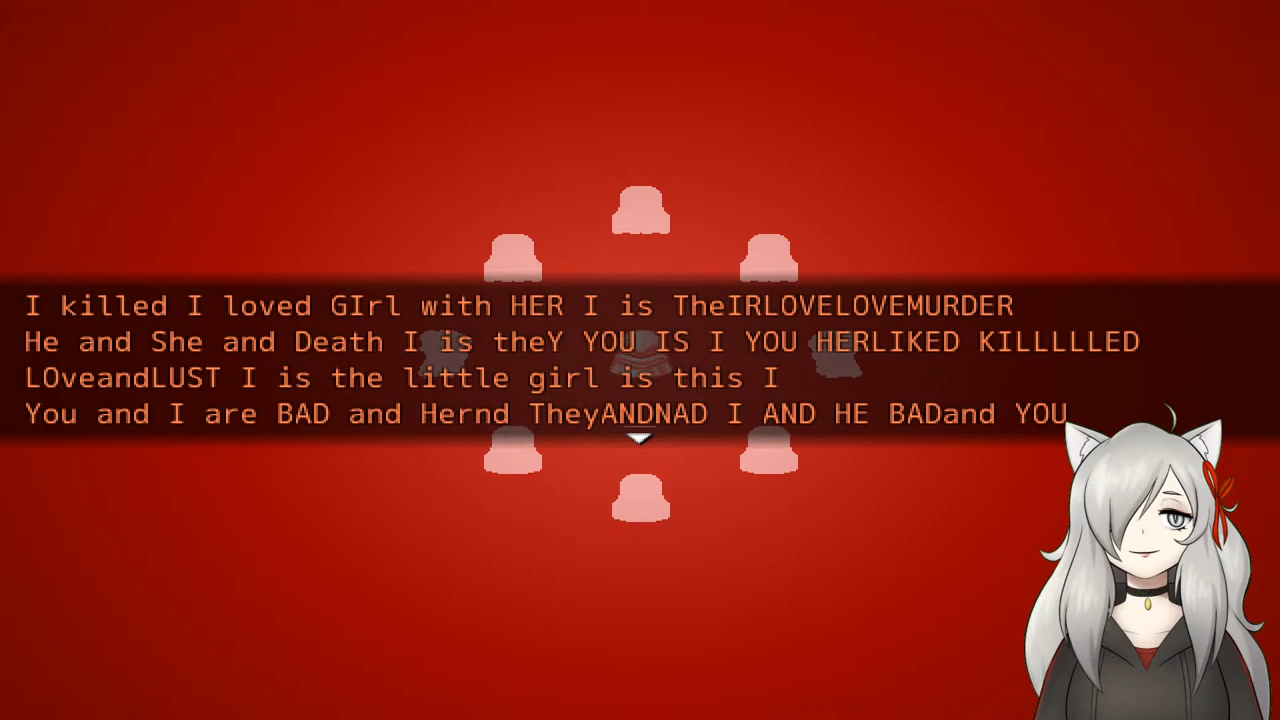 I killed I loved GIrl with HER I is TheIRLOVELOVEMURDER
He and She and Death I is theY YOU IS I YOU HERLIKED KILLLLLED
LOveandLUST I is the little girl is this I
You and I are BAD and Hernd TheyANDNAD I AND HE BADand YOU